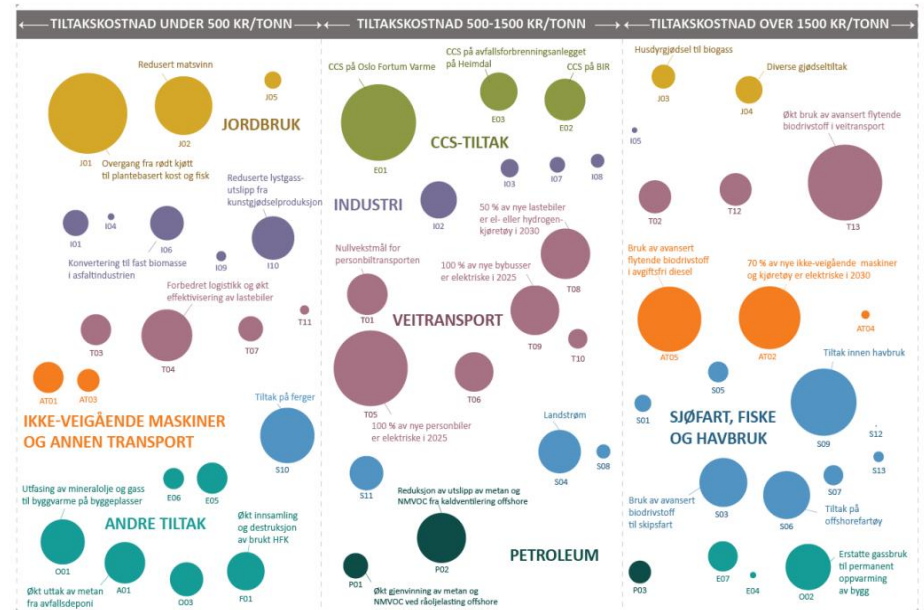 TILTAKSKOSTNAD UNDER 500 KR/TONN
TILTAKSKOSTNAD 500-1500 KR/TONN
TILTAKSKOSTNAD OVER 1500 KR/TONN
Redusert matsvinn
J05
J02
JORDBRUK
J01
Overgang fra rødt kjøtt
til plantebasert kost og fisk
Reduserte lystgass-
utslipp fra
kunstgjødselproduksjon
I01
I04
I06
I09
I10
Konvertering til fast biomasse
i asfaltindustrien
Forbedret logistikk og økt
effektivisering av lastebiler
T11
T03
T04
T07
AT01
AT03
Tiltak på ferger
IKKE-VEIGÅENDE MASKINER
OG ANNEN TRANSPORT
S10
Utfasing av mineralolje og gass
til byggvarme på byggeplasser
E06
E05
ANDRE TILTAK
Økt innsamling
og destruksjon
av brukt HFK
O01
A01
O03
F01
Økt uttak av metan
fra avfallsdeponi
CCS på Oslo Fortum Varme
CCS på avfallsforbrenningsanlegget
på Heimdal
CCS på BIR
E03
E02
CCS-TILTAK
E01
I03
I07
I08
INDUSTRI
I02
50 % av nye lastebiler
er el- eller hydrogen-
kjøretøy i 2030
Nullvekstmål for
personbiltransporten
100 % av nye bybusser
er elektriske i 2025
T08
T01
VEITRANSPORT
T09
T10
T05
T06
100 % av nye personbiler
er elektriske i 2025
Landstrøm
S11
S04
S08
Reduksjon av utslipp av metan og
NMVOC fra kaldventilering offshore
PETROLEUM
P01
P02
Økt gjenvinning av metan og
NMVOC ved råoljelasting offshore
Husdyrgjødsel til biogass
J03
Diverse gjødseltiltak
J04
I05
Økt bruk av avansert flytende
biodrivstoff i veitransport
T02
T12
T13
Bruk av avansert
flytende biodrivstoff
i avgiftsfri diesel
70 % av nye ikke-veigående maskiner
og kjøretøy er elektriske i 2030
AT05
AT02
AT04
Tiltak innen havbruk
S05
S01
SJØFART, FISKE
OG HAVBRUK
S09
S12
S13
S07
Bruk av avansert
biodrivstoff
til skipsfart
S03
S06
Tiltak på
offshorefartøy
P03
E07
E04
O02
Erstatte gassbruk
til permanent
oppvarming
av bygg